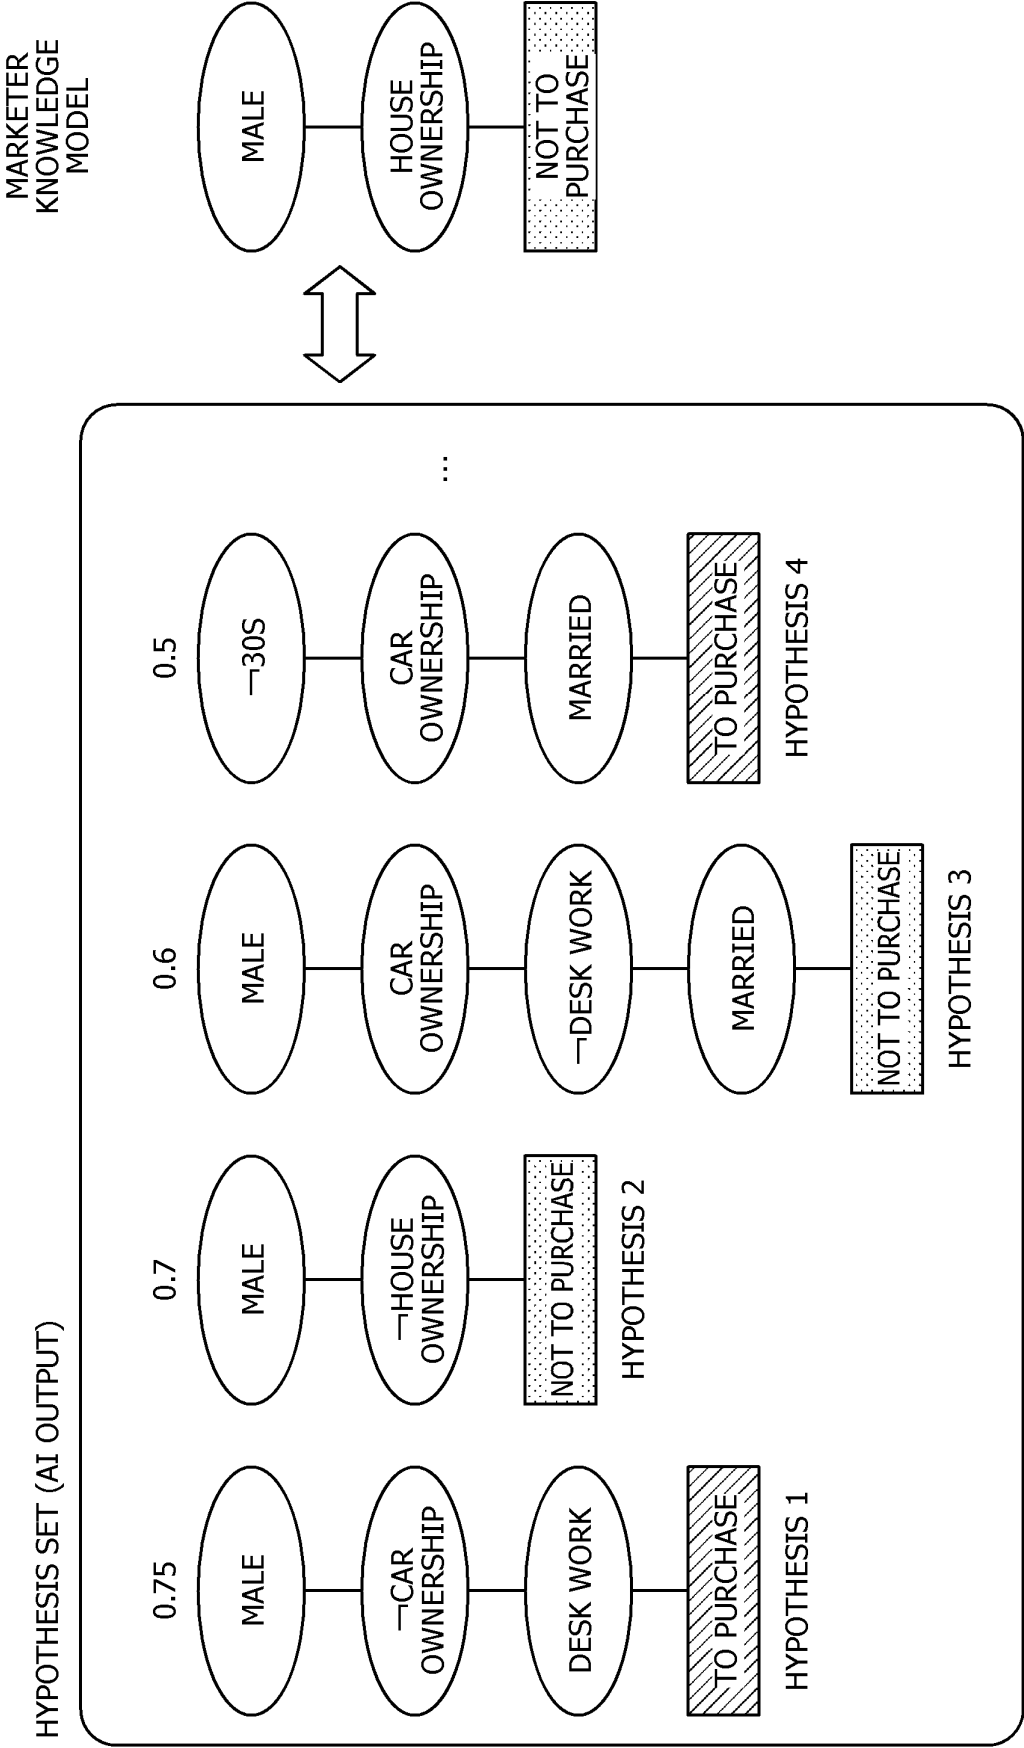 HYPOTHESIS SET (AI OUTPUT)
0.75
MALE
¬CAR
OWNERSHIP
DESK WORK
TO PURCHASE
HYPOTHESIS 1
0.7
MALE
¬HOUSE
OWNERSHIP
NOT TO PURCHASE
HYPOTHESIS 2
0.6
MALE
CAR
OWNERSHIP
¬DESK WORK
MARRIED
NOT TO PURCHASE
HYPOTHESIS 3
0.5
¬30S
CAR
OWNERSHIP
MARRIED
TO PURCHASE
HYPOTHESIS 4
...
MARKETER
KNOWLEDGE
MODEL
MALE
HOUSE
OWNERSHIP
NOT TO
PURCHASE